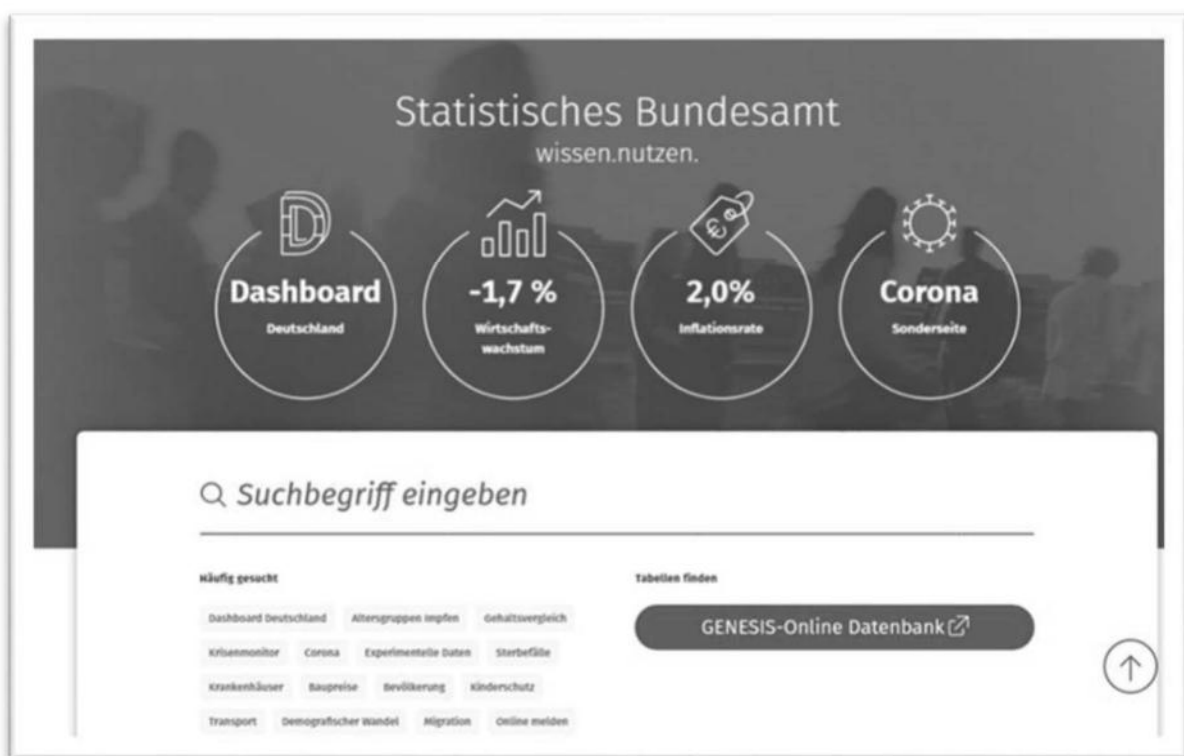 Statistisches Bundesamt
wissen.nutzen.
Dashboard
Deutschland
-1,7 %
Wirtschafts-
wachstum
2,0%
Inflationsrate
Corona
Sonderseite
Suchbegriff eingeben
Häufig gesucht
Dashboard Deutschland Altersgruppen Impfen Gehaltsvergleich
Krisenmonitor Corona Experimentelle Daten Sterbefälle
Krankenhäuser Baupreise Bevölkerung Kinderschutz
Transport Demografischer Wandel Migration Online melden
Tabellen finden
GENESIS-Online Datenbank